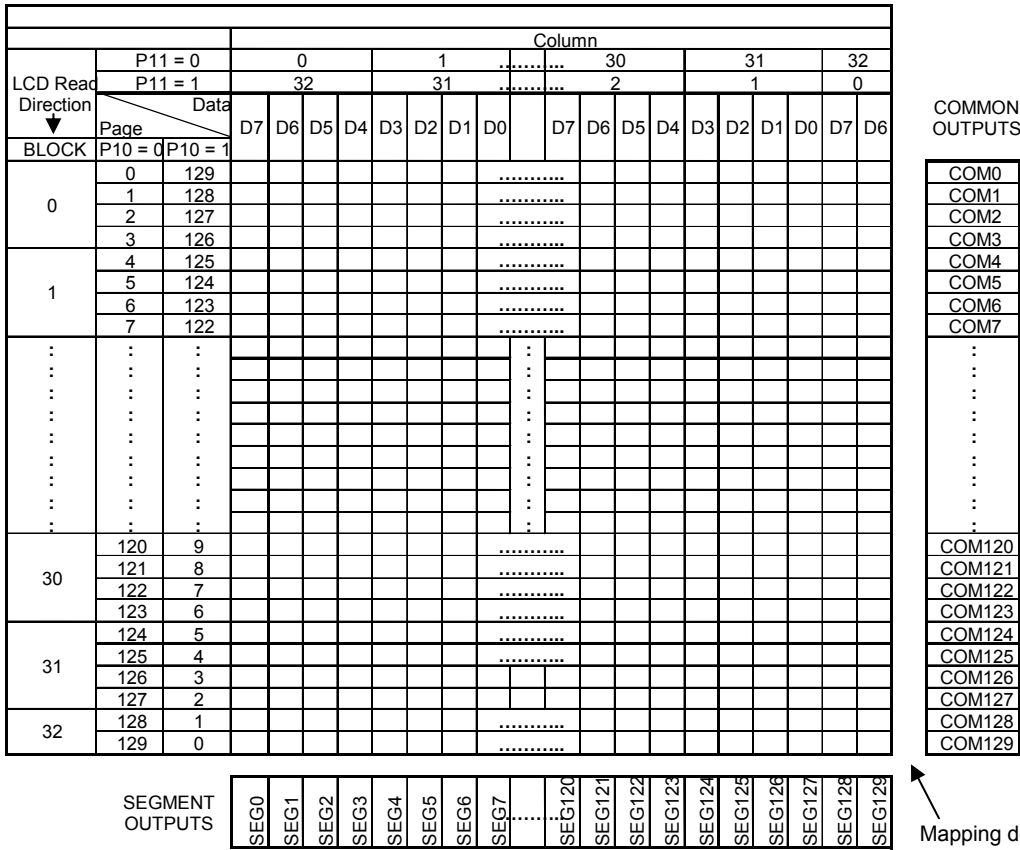 Column
P11 = 0 0 1 ........... 30 31 32
LCD Read P11 = 1 32 31 ........... 2 1 0
Direction Data
Page D7 D6 D5 D4 D3 D2 D1 D0 D7 D6 D5 D4 D3 D2 D1 D0 D7 D6
BLOCK P10 = 0 P10 = 1
COMMON
OUTPUTS
0 0 129 ........... COM0
1 128 ........... COM1
2 127 ........... COM2
3 126 ........... COM3
1 4 125 ........... COM4
5 124 ........... COM5
6 123 ........... COM6
7 122 ........... COM7
: : : : :
: : : : :
: : : : :
: : : : :
: : : : :
: : : : :
: : : : :
: : : : :
: : : : :
30 120 9 ........... COM120
121 8 ........... COM121
122 7 ........... COM122
123 6 ........... COM123
31 124 5 ........... COM124
125 4 ........... COM125
126 3 COM126
127 2 COM127
32 128 1 ........... COM128
129 0 ........... COM129
SEGMENT
OUTPUTS
SEG0 SEG1 SEG2 SEG3 SEG4 SEG5 SEG6 SEG7 ........... SEG120 SEG121 SEG122 SEG123 SEG124 SEG125 SEG126 SEG127 SEG128 SEG129
Mapping d